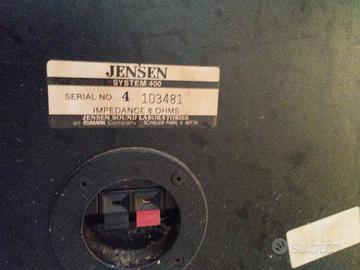 JENSEN
SYSTEM 400
SERIAL NO. 4 103481
IMPEDANCE 8 OHMS
JENSEN SOUND LABORATORIES
an ESMARK Company SCHILLER PARK, IL 60176
subito